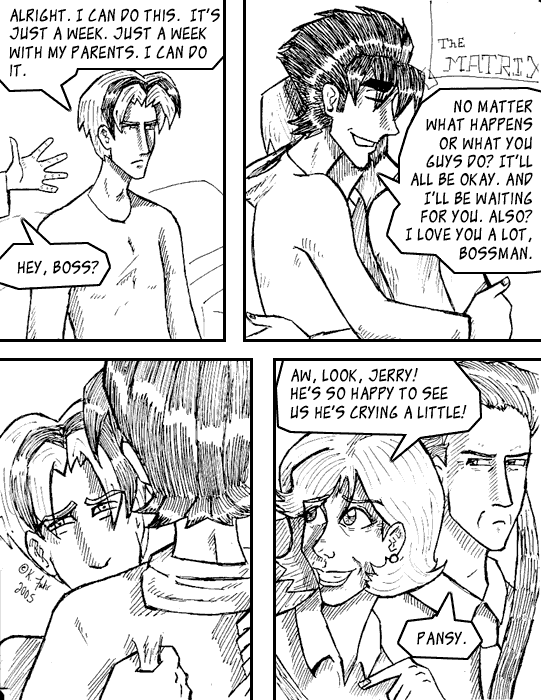 ALRIGHT. I CAN DO THIS. IT'S
JUST A WEEK. JUST A WEEK
WITH MY PARENTS. I CAN DO
IT.
HEY, BOSS?
THE
MATRIX
NO MATTER
WHAT HAPPENS
OR WHAT YOU
GUYS DO? IT'LL
ALL BE OKAY. AND
I'LL BE WAITING
FOR YOU. ALSO?
I LOVE YOU A LOT,
BOSSMAN.
© K
2005
AW, LOOK, JERRY!
HE'S SO HAPPY TO SEE
US HE'S CRYING A LITTLE!
PANSY.